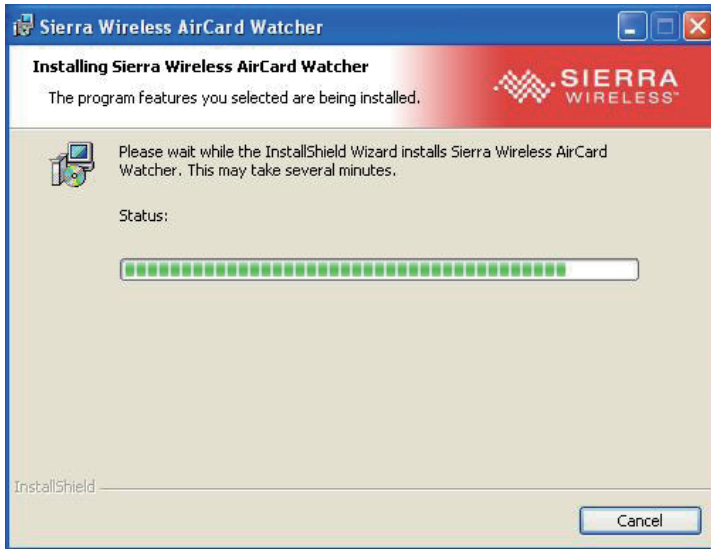 Sierra Wireless AirCard Watcher
Installing Sierra Wireless AirCard Watcher
The program features you selected are being installed.
SIERRA
WIRELESS™
Please wait while the InstallShield Wizard installs Sierra Wireless AirCard
Watcher. This may take several minutes.
Status:
InstallShield
Cancel